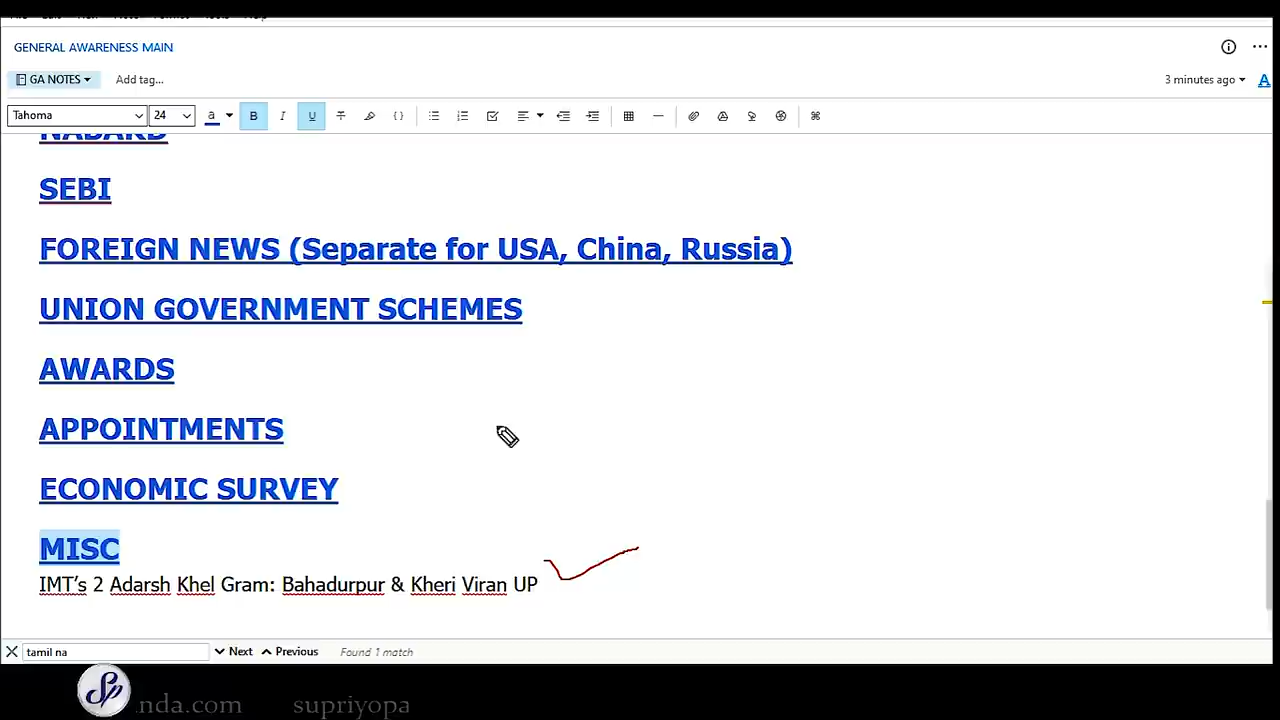 GENERAL AWARENESS MAIN
GA NOTES Add tag... 3 minutes ago A
Tahoma 24 a B I U T { }
NABARD
SEBI
FOREIGN NEWS (Separate for USA, China, Russia)
UNION GOVERNMENT SCHEMES
AWARDS
APPOINTMENTS
ECONOMIC SURVEY
MISC
IMT’s 2 Adarsh Khel Gram: Bahadurpur & Kheri Viran UP
tamil na Next Previous Found 1 match
nda.com supriyopa